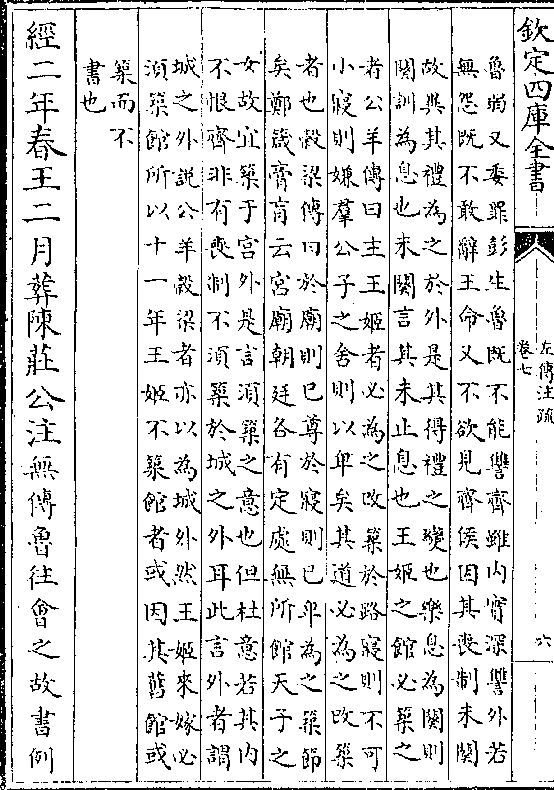 欽定四庫全書
左傳注疏
卷七
六
魯弱又委罪彭生魯既不能讐齊雖内實深讐外若
無怨既不敢辭王命又不欲見齊侯因其喪制未闋
故異其禮為之於外是其得禮之變也樂息為闋則
闋訓為息也未闋言其未止息也王姬之館必築之
者公羊傳曰主王姬者必為之改築於路寢則不可
小寢則嫌羣公子之舍則以卑矣其道必為之改築
者也穀梁傳曰於廟則已尊於寢則已卑為之築節
矣鄭箴膏肓云宮廟朝廷各有定處無所館天子之
女故宜築于宫外是言湏築之意也但杜意若其内
不恨齊非有喪制不湏築於城之外耳此言外者謂
城之外説公羊穀梁者亦以為城外然王姬來嫁必
湏築館所以十一年王姬不築館者或因其舊館或
築而不
書也
經二年春王二月葬陳莊公注無傳魯往會之故書例